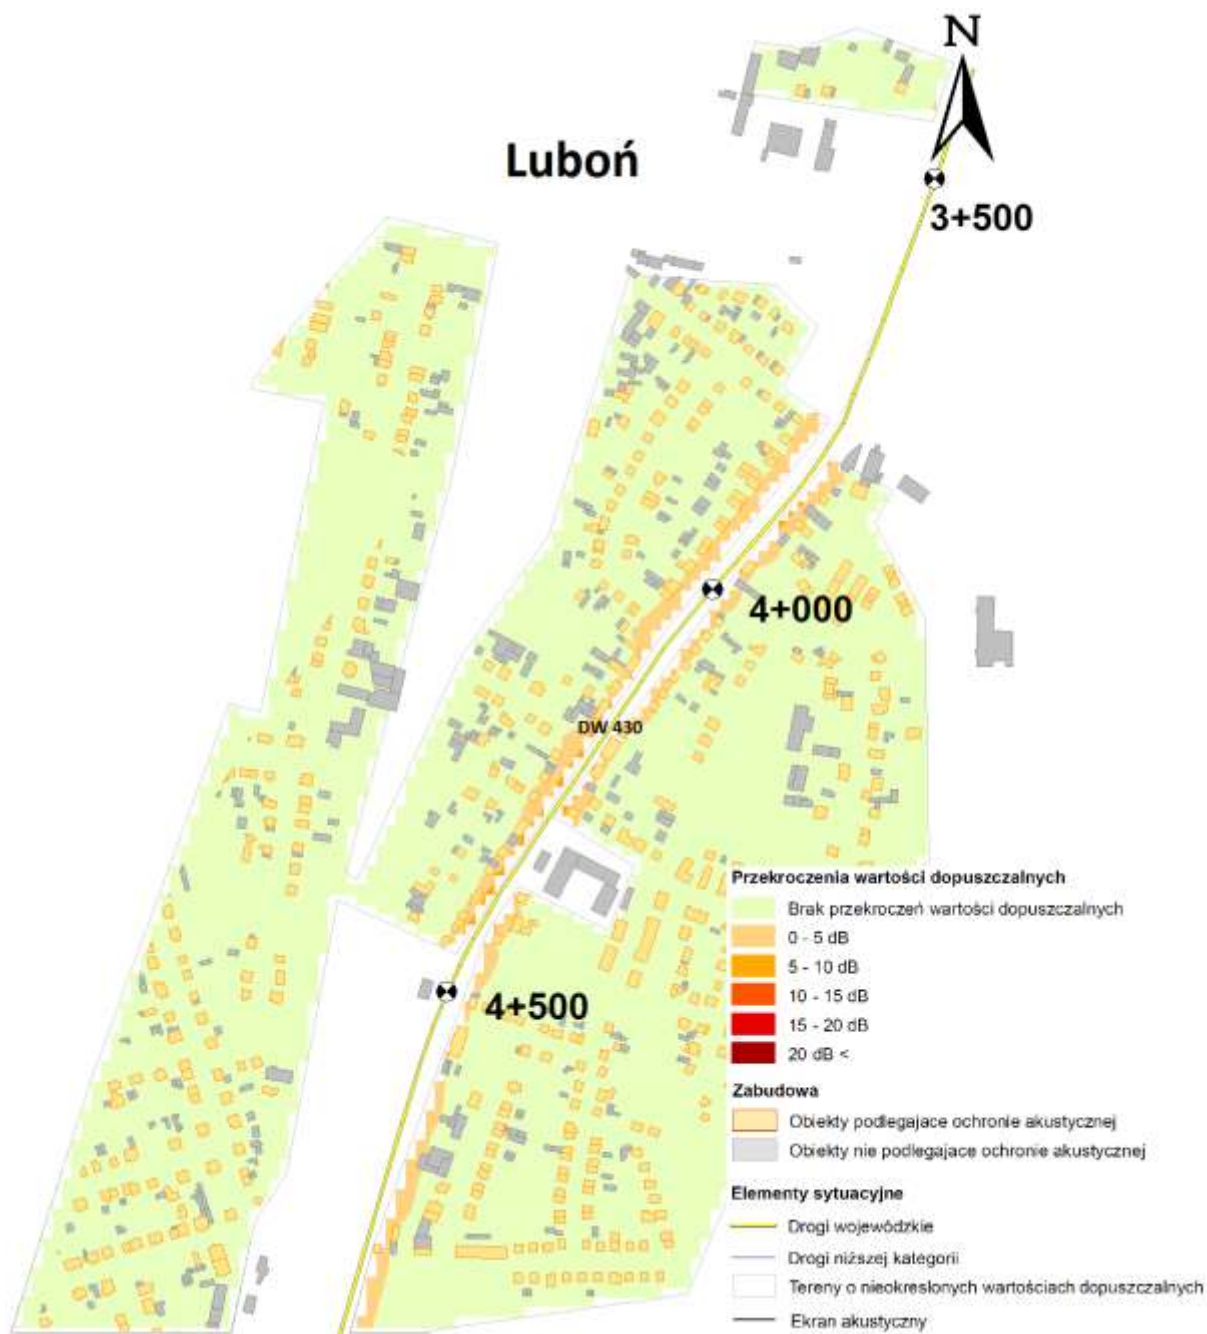 N
Luboń
3+500
4+000
DW 430
4+500
Przekroczenia wartości dopuszczalnych
Brak przekroczeń wartości dopuszczalnych
0 - 5 dB
5 - 10 dB
10 - 15 dB
15 - 20 dB
20 dB <
Zabudowa
Obiekty podlegajace ochronie akustycznej
Obiekty nie podlegajace ochronie akustycznej
Elementy sytuacyjne
Drogi wojewódzkie
Drogi niższej kategorii
Tereny o nieokreslonych wartościach dopuszczalnych
Ekran akustyczny